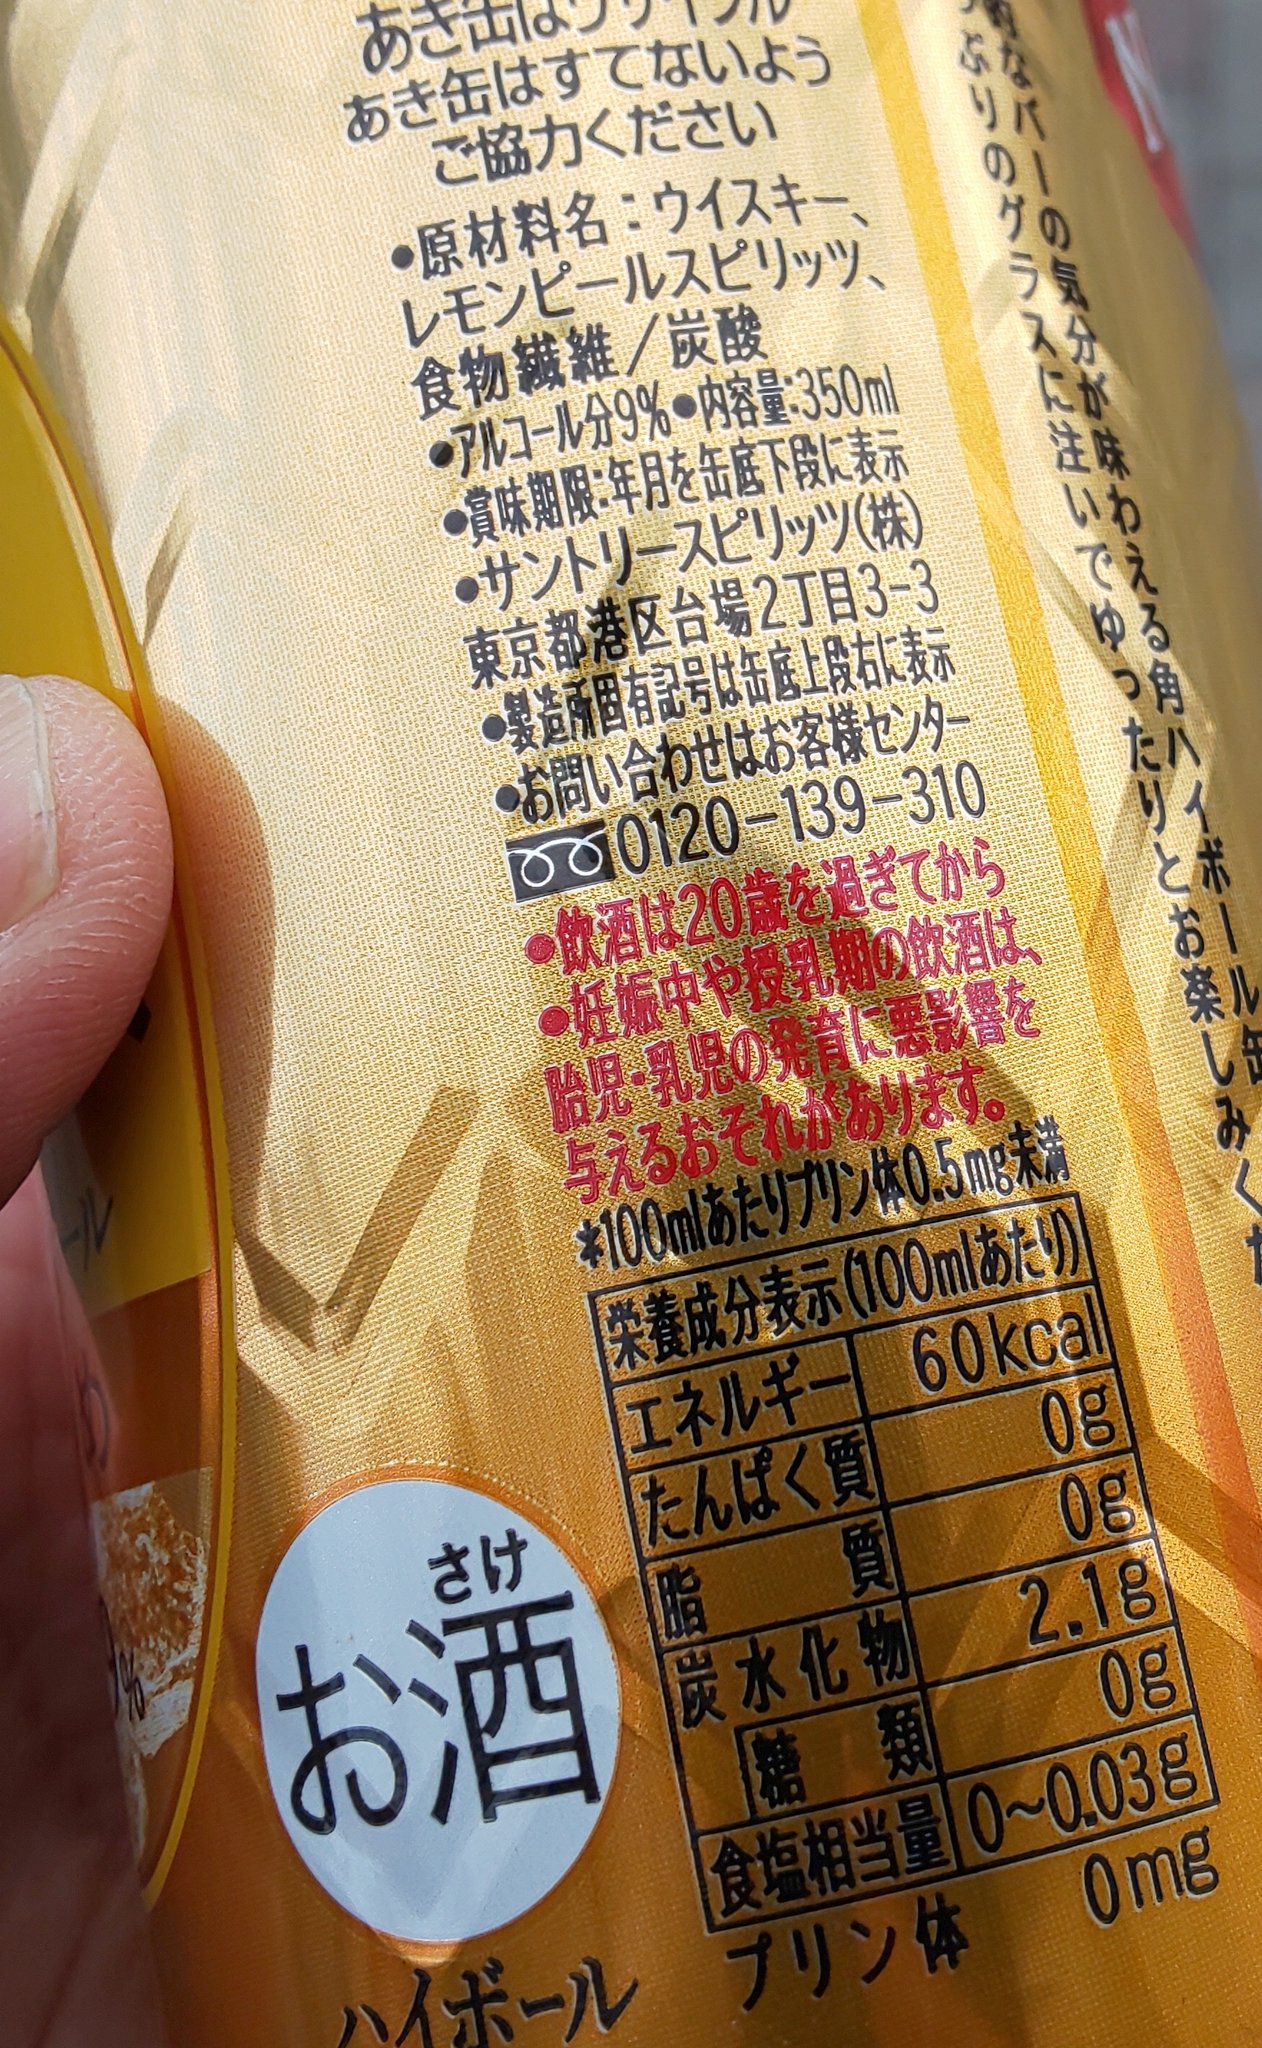 あき缶はリサイクル
あき缶はすてないよう
ご協力ください
•原材料名：ウイスキー、
レモンピールスピリッツ、
食物繊維／炭酸
•アルコール分9%•内容量:350ml
•賞味期限:年月を缶底下段に表示
•サントリースピリッツ(株)
東京都港区台場2丁目3-3
•製造所固有記号は缶底上段右に表示
•お問い合わせはお客様センター
0120-139-310
•飲酒は20歳を過ぎてから
•妊娠中や授乳期の飲酒は、
胎児・乳児の発育に悪影響を
与えるおそれがあります。
*100mlあたりプリン体0.5mg未満
栄養成分表示(100mlあたり)
エネルギー 60kcal
たんぱく質 0g
脂質 0g
炭水化物 2.1g
糖類 0g
食塩相当量 0~0.03g
プリン体 0mg
さけ
お酒
ハイボール
なバーの気分が味わえる角ハイボール缶
ぷりのグラスに注いでゆったりとお楽しみくだ
ール
%